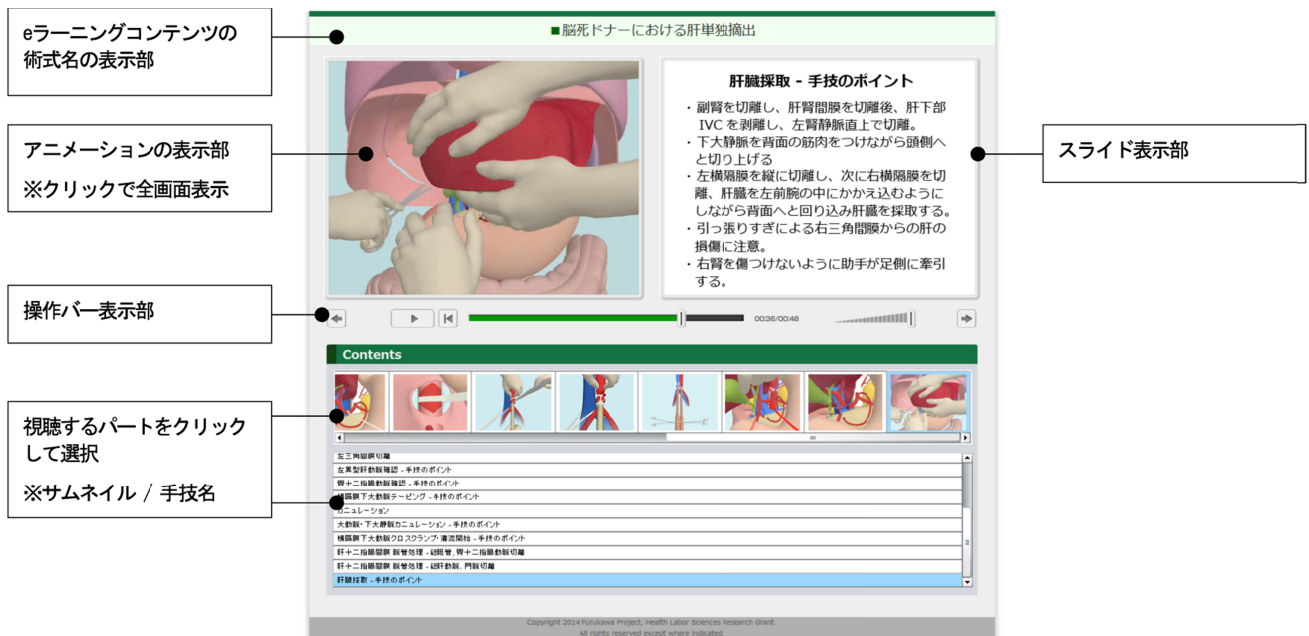 eラーニングコンテンツの
術式名の表示部
アニメーションの表示部
※クリックで全画面表示
操作バー表示部
視聴するパートをクリック
して選択
※サムネイル / 手技名
■脳死ドナーにおける肝単独摘出
肝臓採取 - 手技のポイント
・副腎を切離し、肝腎間膜を切離後、肝下部
IVC を剥離し、左腎静脈直上で切離。
・下大静脈を背面の筋肉をつけながら頭側へ
と切り上げる
・左横隔膜を縦に切離し、次に右横隔膜を切
離、肝臓を左前腕の中にかかえ込むように
しながら背面へと回り込み肝臓を採取する。
・引っ張りすぎによる右三角間膜からの肝の
損傷に注意。
・右腎を傷つけないように助手が足側に牽引
する。
スライド表示部
00:36/00:48
Contents
左三角間膜切離
左異型肝動脈確認 - 手技のポイント
胃十二指腸動脈確認 - 手技のポイント
横隔膜下大動脈テーピング - 手技のポイント
カニュレーション
大動脈・下大静脈カニュレーション - 手技のポイント
横隔膜下大動脈クロスクランプ・灌流開始 - 手技のポイント
肝十二指腸間膜 脈管処理 - 総胆管、胃十二指腸動脈切離
肝十二指腸間膜 脈管処理 - 総肝動脈、門脈切離
肝臓採取 - 手技のポイント
Copyright 2014 Furukawa Project, Health Labor Sciences Research Grant.
All rights reserved except where indicated.